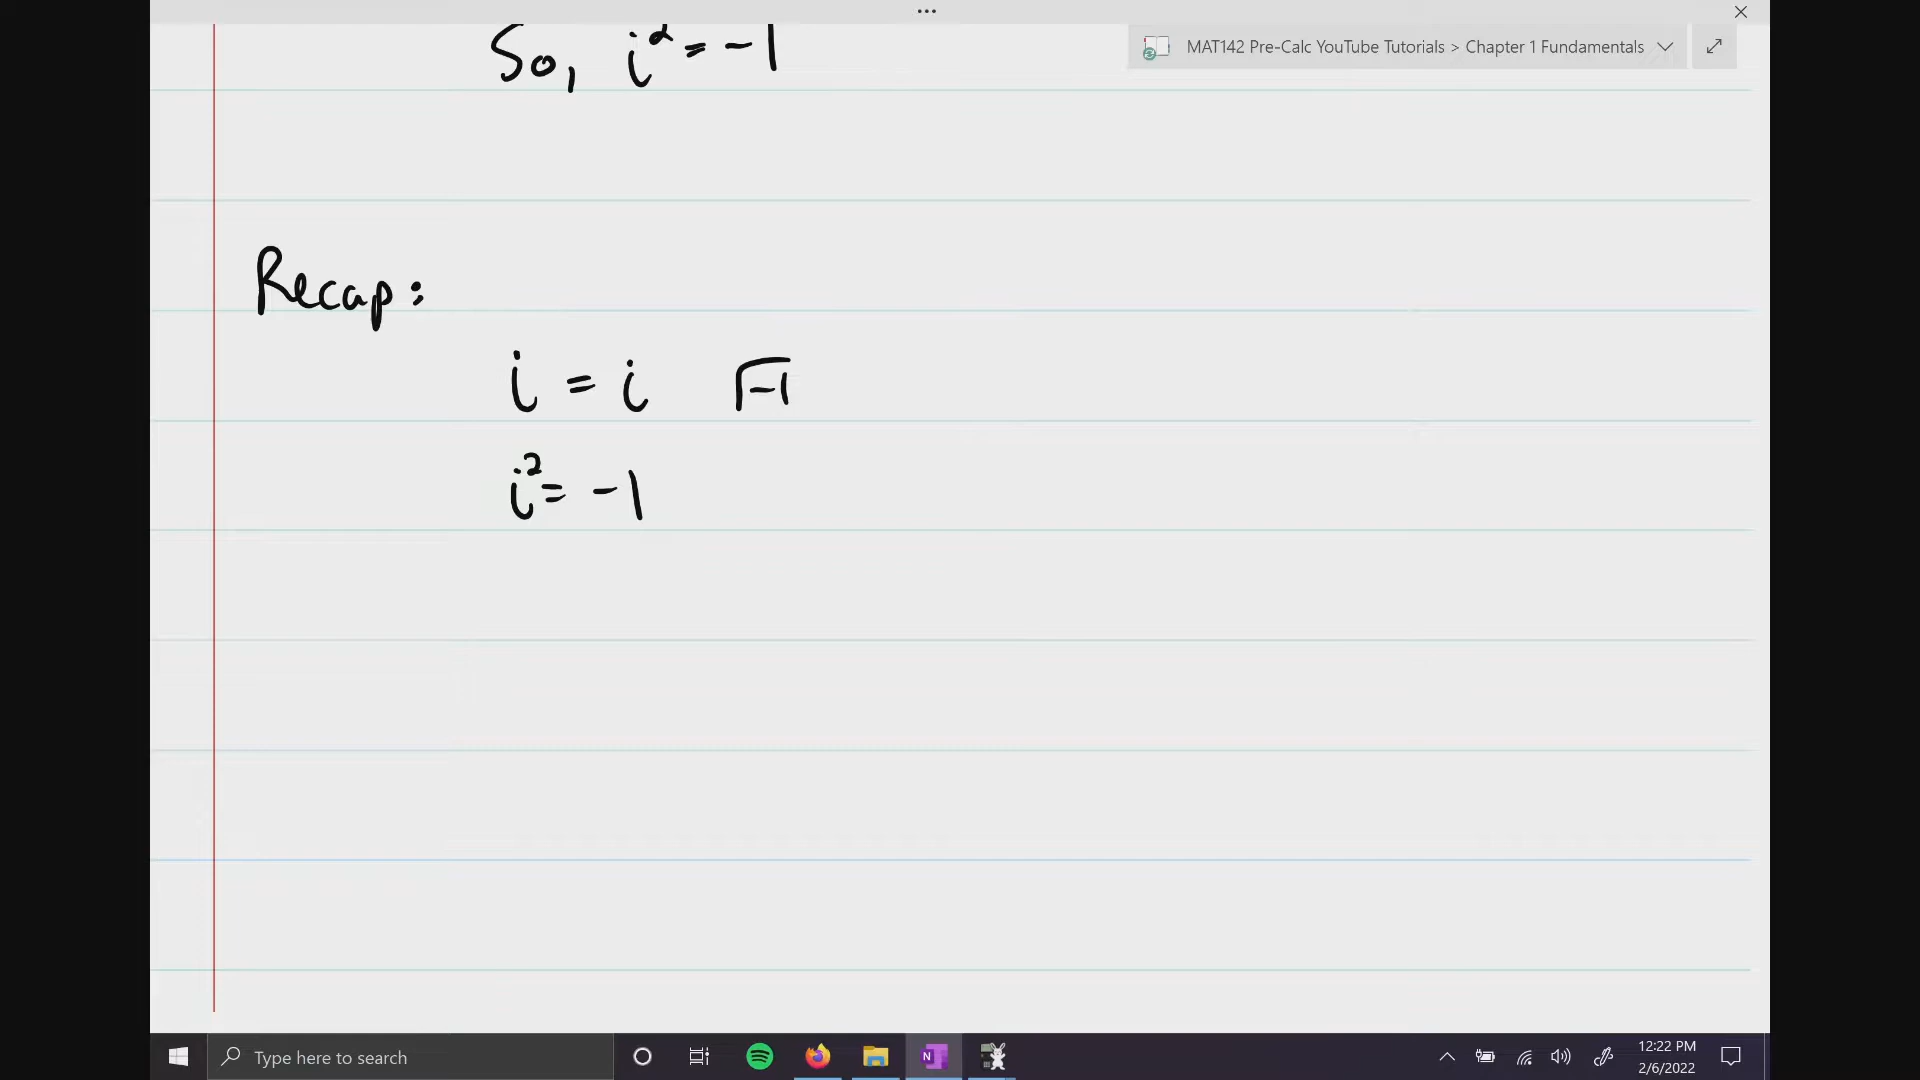 So, i² = -1
MAT142 Pre-Calc YouTube Tutorials > Chapter 1 Fundamentals
Recap:
i = i √-1
i² = -1
Type here to search
12:22 PM
2/6/2022